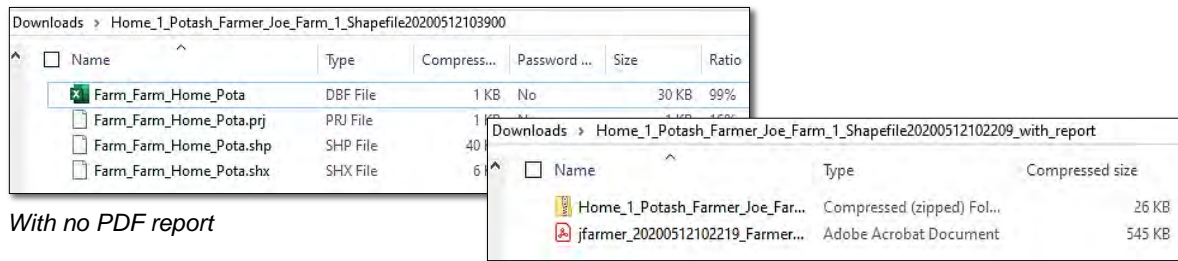 Downloads > Home_1_Potash_Farmer_Joe_Farm_1_Shapefile20200512103900
Name Type Compress... Password ... Size Ratio
Farm_Farm_Home_Pota DBF File 1 KB No 30 KB 99%
Farm_Farm_Home_Pota.prj PRJ File 1
Farm_Farm_Home_Pota.shp SHP File 40
Farm_Farm_Home_Pota.shx SHX File 6
With no PDF report
Downloads > Home_1_Potash_Farmer_Joe_Farm_1_Shapefile20200512102209_with_report
Name Type Compressed size
Home_1_Potash_Farmer_Joe_Far... Compressed (zipped) Fol... 26 KB
jfarmer_20200512102219_Farmer... Adobe Acrobat Document 545 KB